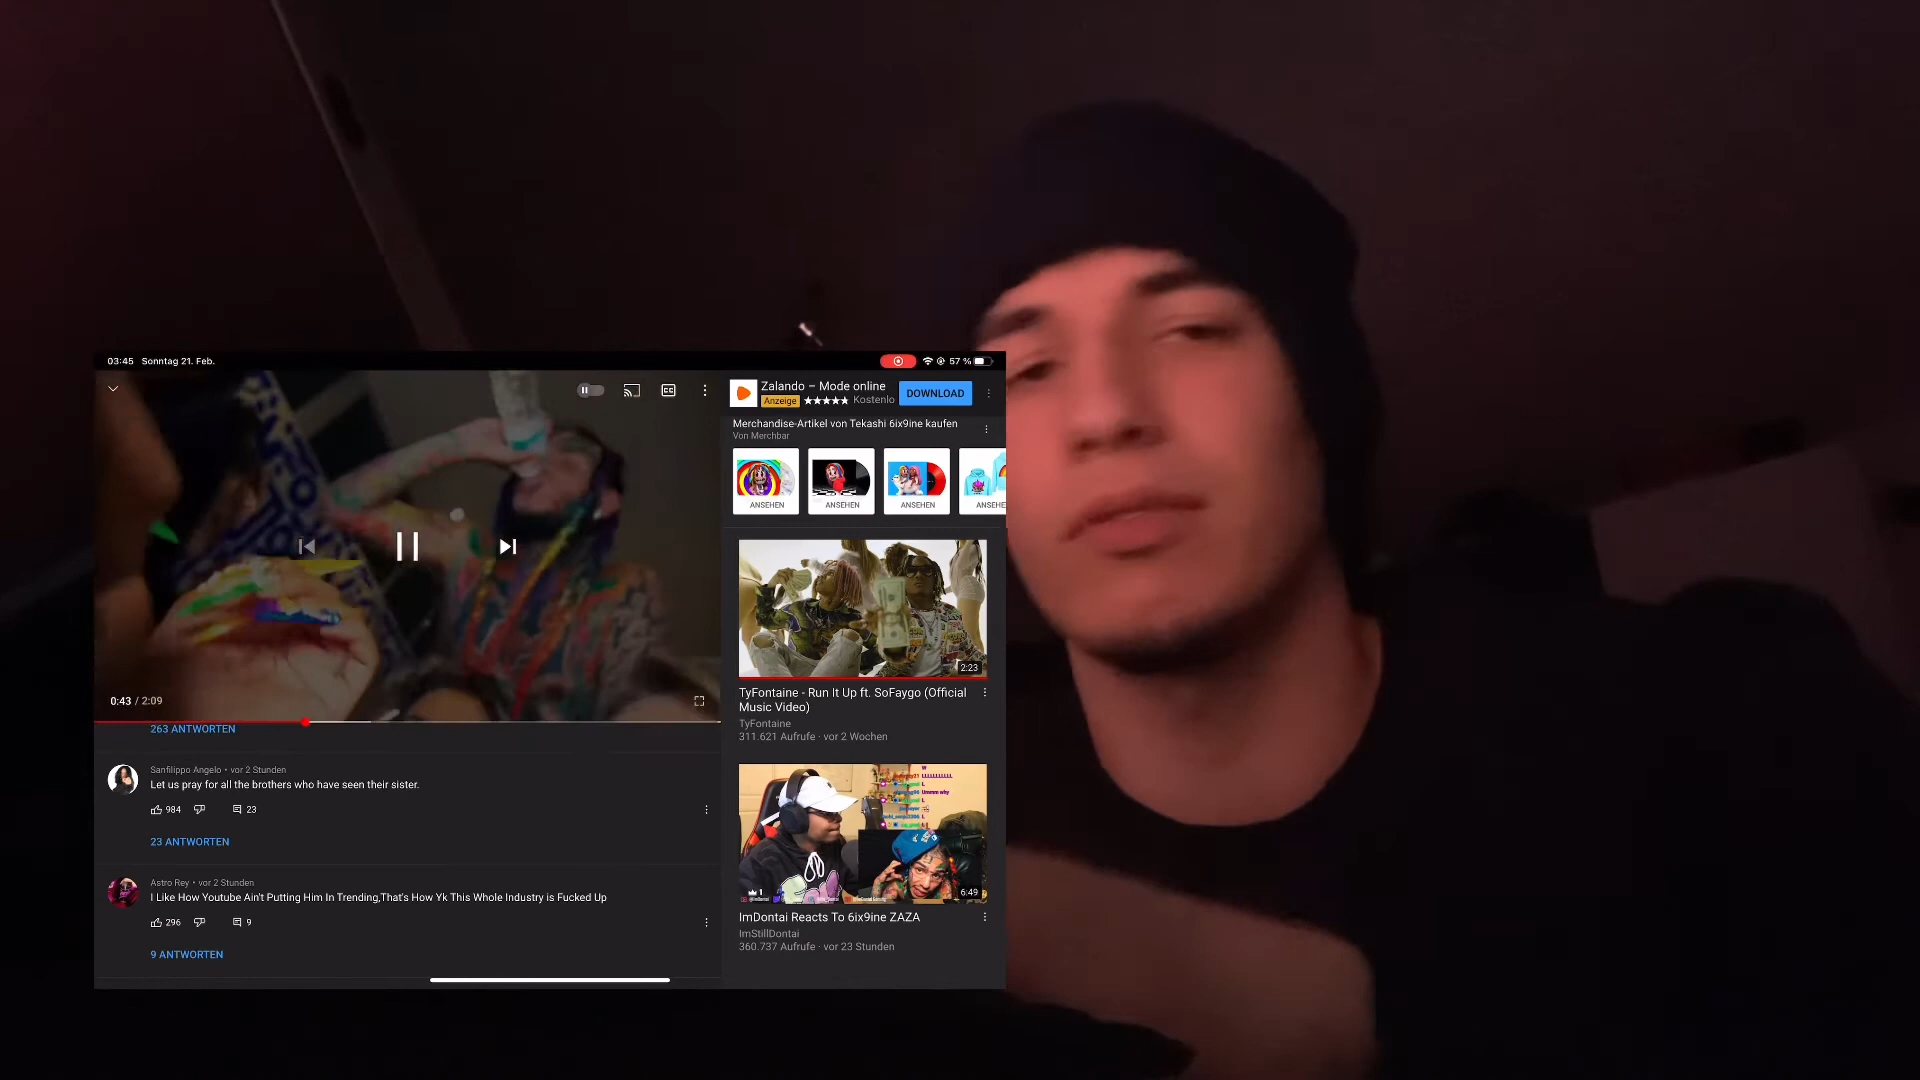 03:45 Sonntag 21. Feb.
57 %
CC
0:43 / 2:09
263 ANTWORTEN
Sanfilippo Angelo • vor 2 Stunden
Let us pray for all the brothers who have seen their sister.
984
23
23 ANTWORTEN
Astro Rey • vor 2 Stunden
I Like How Youtube Ain't Putting Him In Trending,That's How Yk This Whole Industry is Fucked Up
296
9
9 ANTWORTEN
Zalando – Mode online
Anzeige ★★★★★ Kostenlo
DOWNLOAD
Merchandise-Artikel von Tekashi 6ix9ine kaufen
Von Merchbar
ANSEHEN ANSEHEN ANSEHEN ANSEHE
2:23
TyFontaine - Run It Up ft. SoFaygo (Official
Music Video)
TyFontaine
311.621 Aufrufe · vor 2 Wochen
1
6:49
ImDontai Reacts To 6ix9ine ZAZA
ImStillDontai
360.737 Aufrufe · vor 23 Stunden